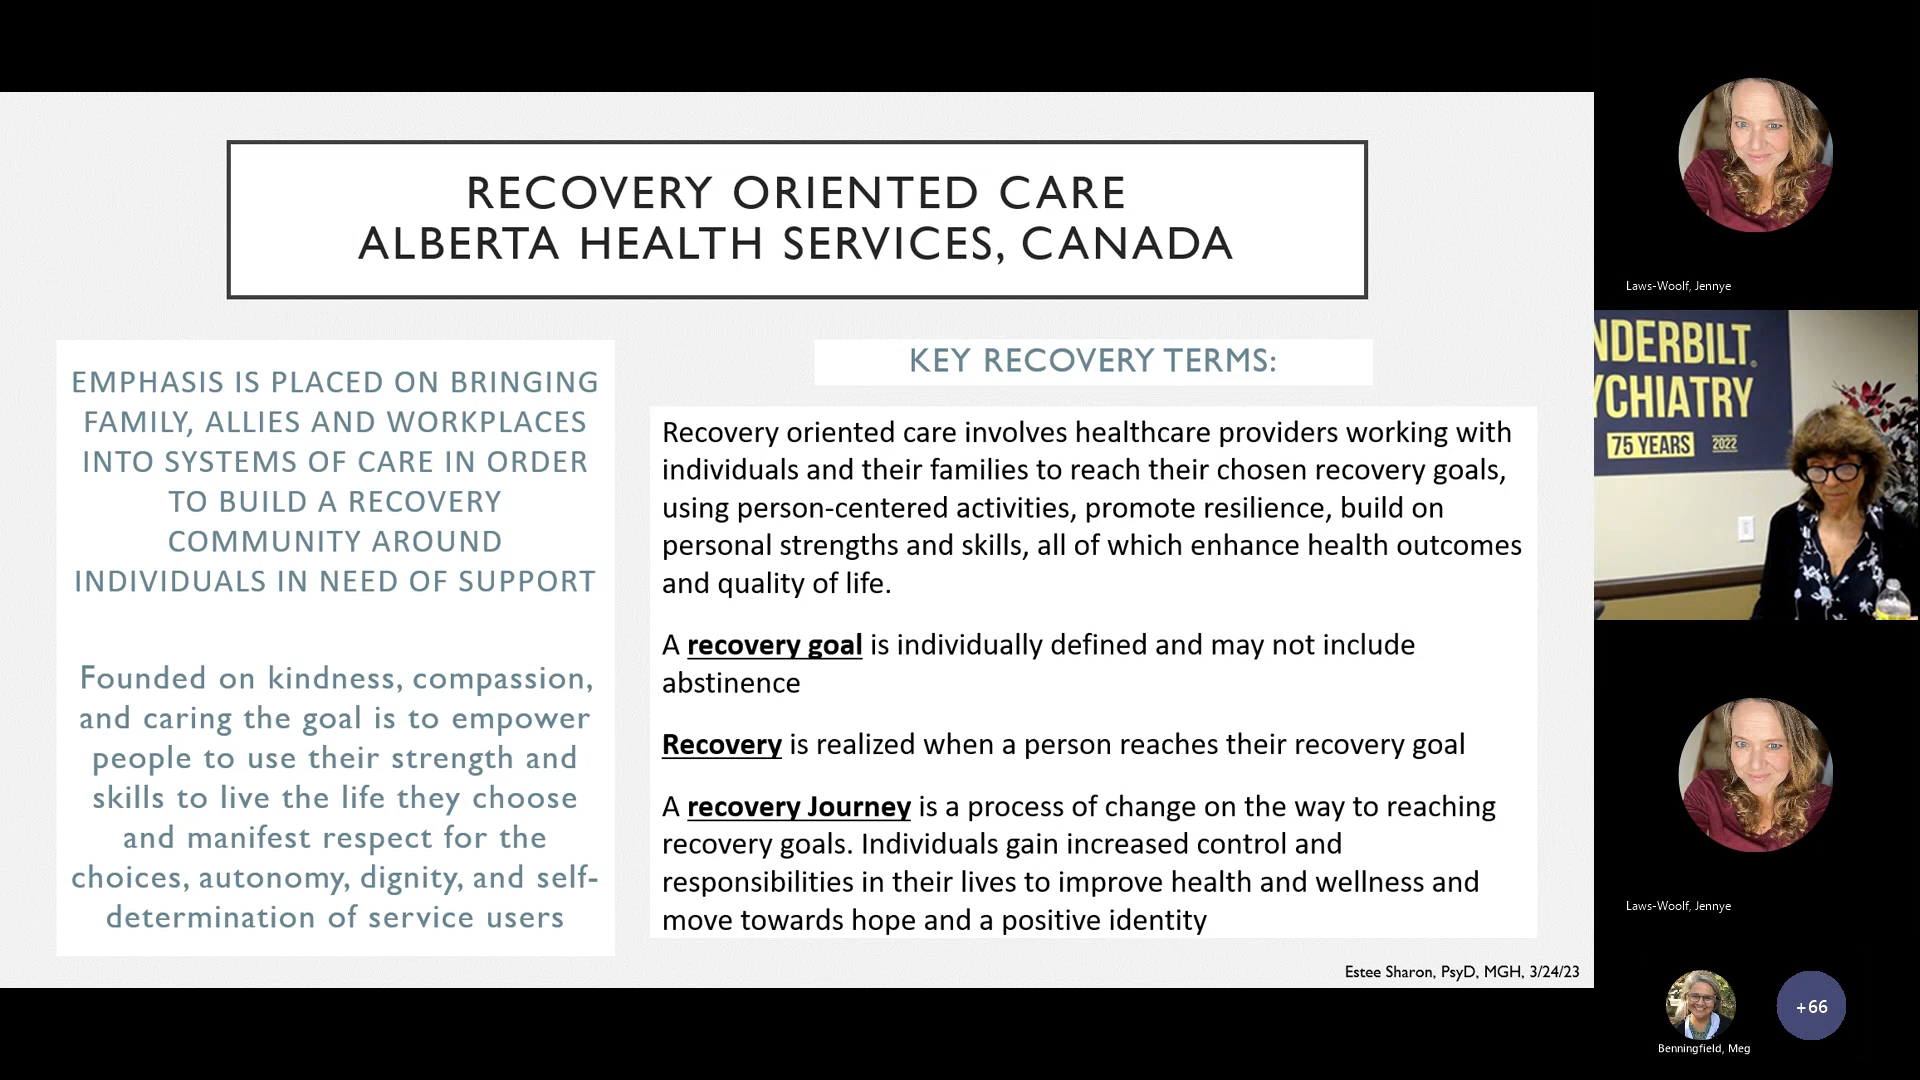 RECOVERY ORIENTED CARE
ALBERTA HEALTH SERVICES, CANADA
EMPHASIS IS PLACED ON BRINGING
FAMILY, ALLIES AND WORKPLACES
INTO SYSTEMS OF CARE IN ORDER
TO BUILD A RECOVERY
COMMUNITY AROUND
INDIVIDUALS IN NEED OF SUPPORT
Founded on kindness, compassion,
and caring the goal is to empower
people to use their strength and
skills to live the life they choose
and manifest respect for the
choices, autonomy, dignity, and self-
determination of service users
KEY RECOVERY TERMS:
Recovery oriented care involves healthcare providers working with
individuals and their families to reach their chosen recovery goals,
using person-centered activities, promote resilience, build on
personal strengths and skills, all of which enhance health outcomes
and quality of life.
A recovery goal is individually defined and may not include
abstinence
Recovery is realized when a person reaches their recovery goal
A recovery Journey is a process of change on the way to reaching
recovery goals. Individuals gain increased control and
responsibilities in their lives to improve health and wellness and
move towards hope and a positive identity
Estee Sharon, PsyD, MGH, 3/24/23
Laws-Woolf, Jennye
NDERBILT
YCHIATRY
75 YEARS 2022
Laws-Woolf, Jennye
Benningfield, Meg
+66